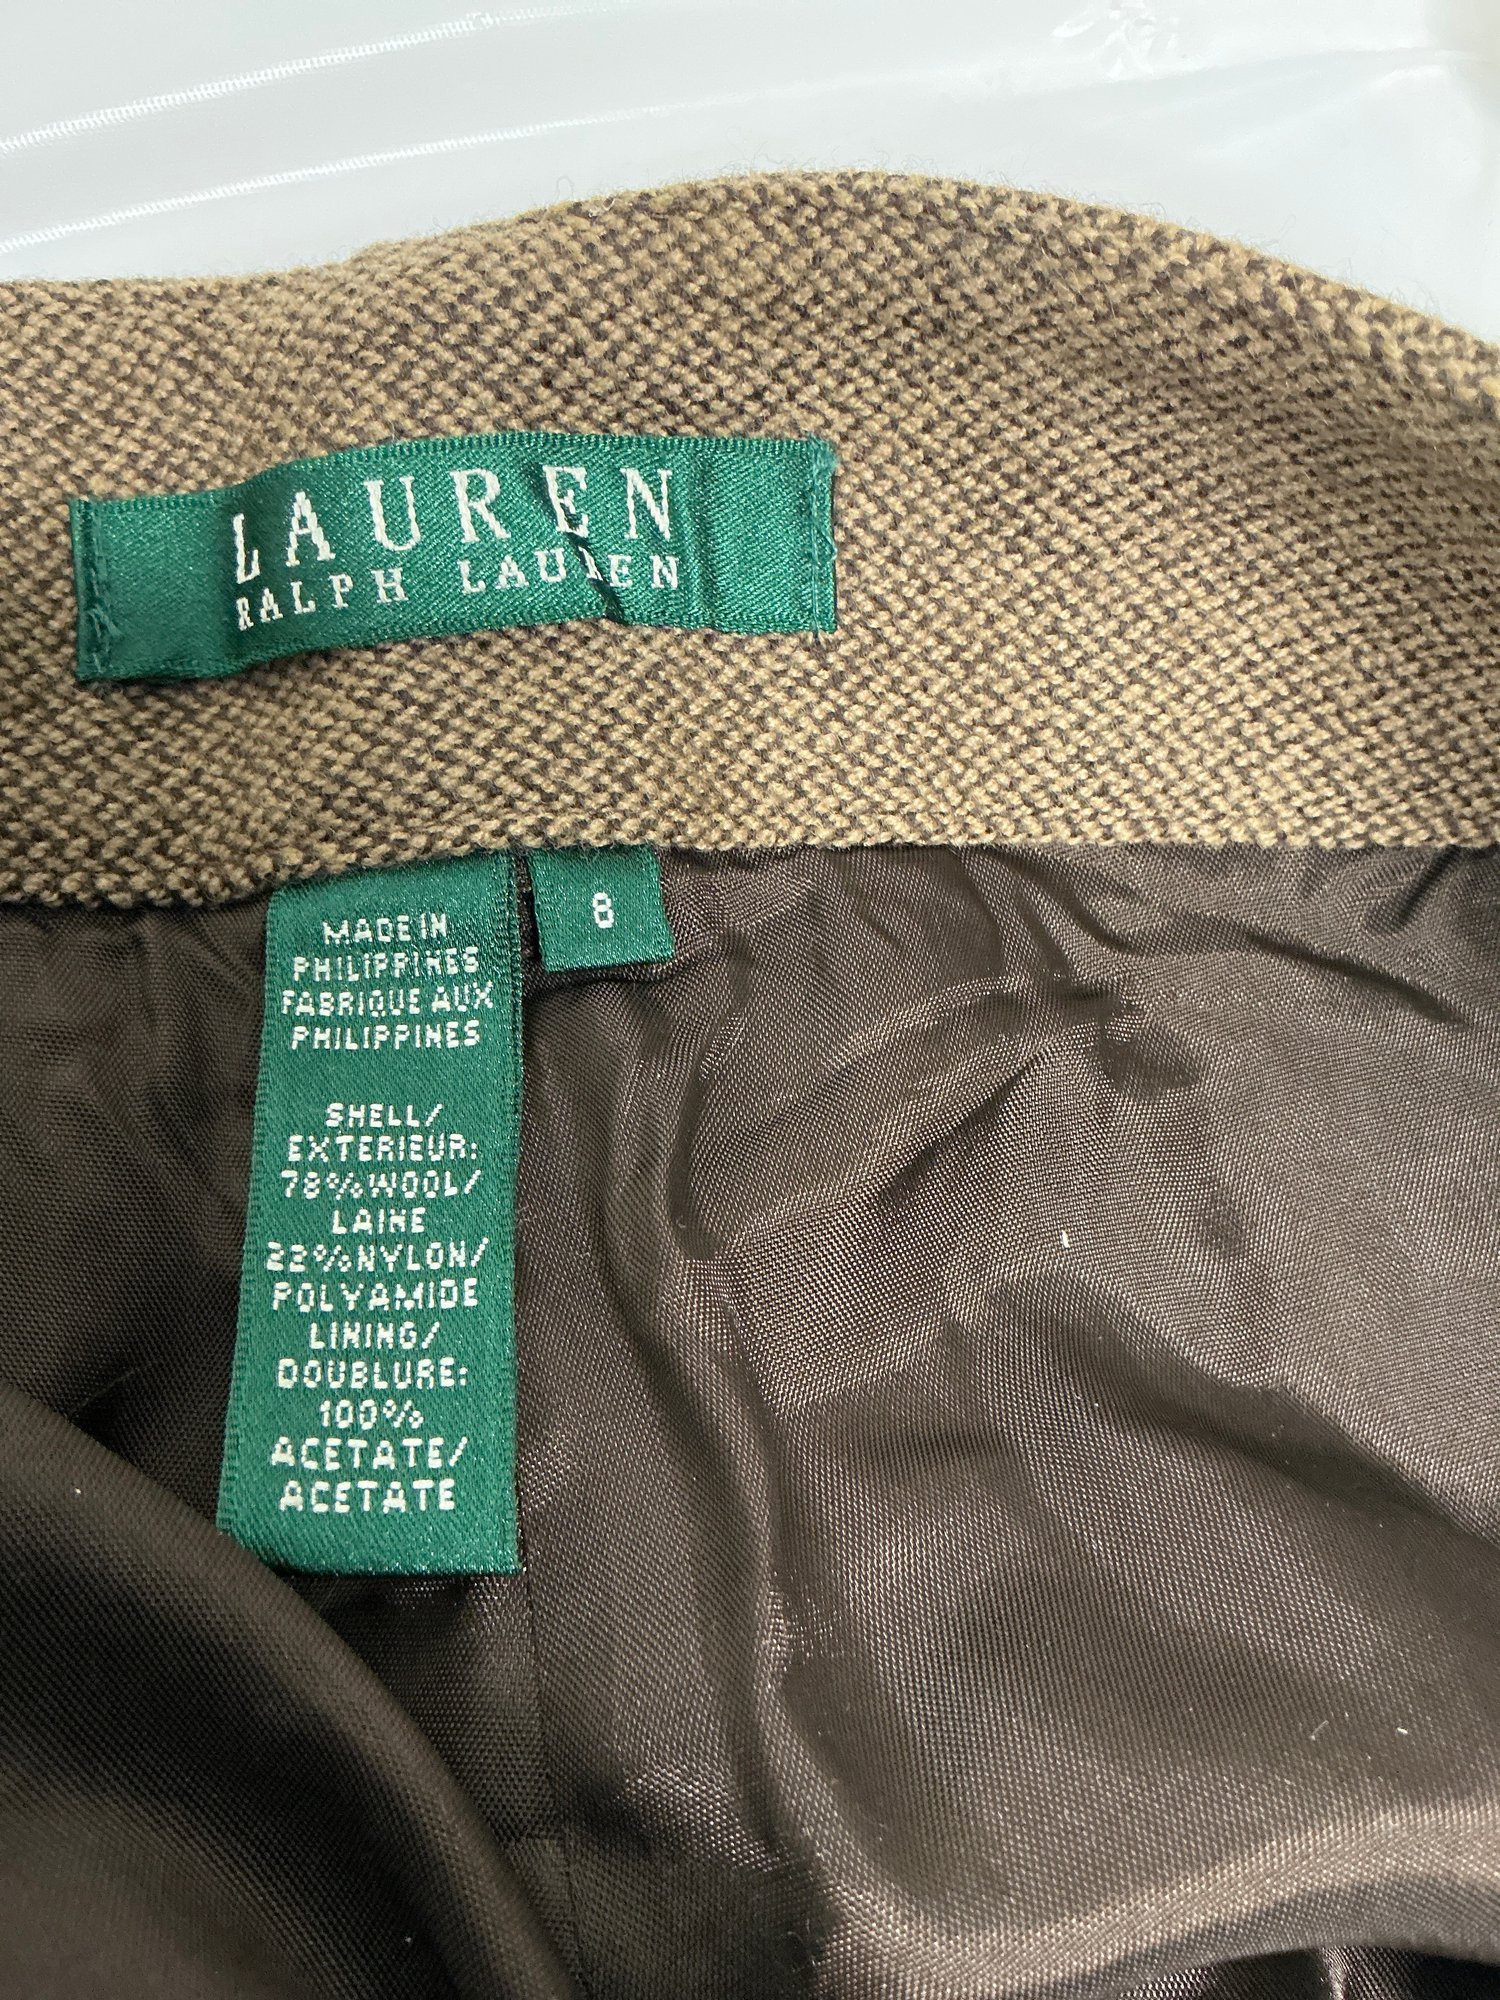 LAUREN
RALPH LAUREN
8
MADE IN
PHILIPPINES
FABRIQUE AUX
PHILIPPINES
SHELL/
EXTERIEUR:
78%WOOL/
LAINE
22%NYLON/
POLYAMIDE
LINING/
DOUBLURE:
100%
ACETATE/
ACETATE